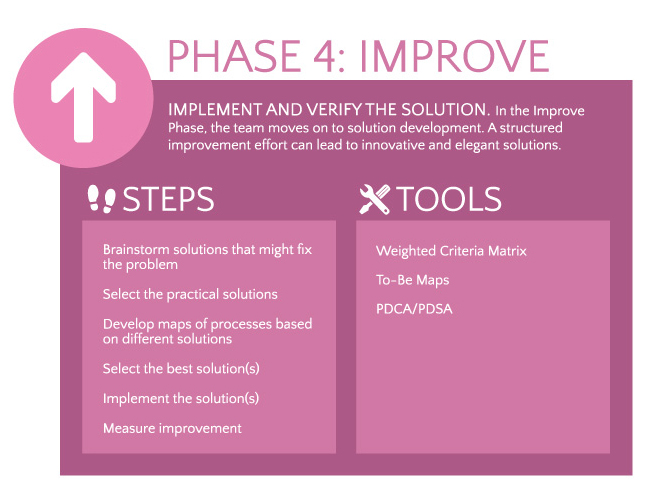 PHASE 4: IMPROVE
IMPLEMENT AND VERIFY THE SOLUTION. In the Improve
Phase, the team moves on to solution development. A structured
improvement effort can lead to innovative and elegant solutions.
STEPS
Brainstorm solutions that might fix
the problem
Select the practical solutions
Develop maps of processes based
on different solutions
Select the best solution(s)
Implement the solution(s)
Measure improvement
TOOLS
Weighted Criteria Matrix
To-Be Maps
PDCA/PDSA